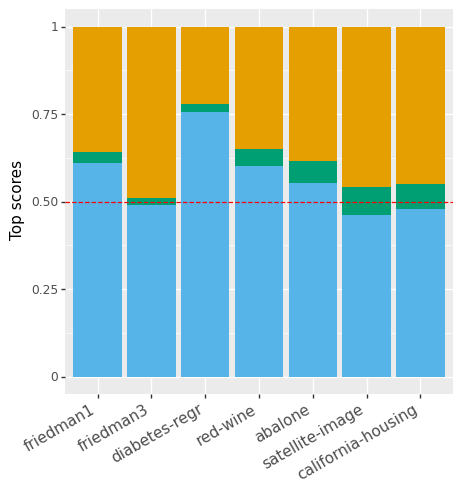 Top scores
1
0.75
0.50
0.25
0
friedman1
friedman3
diabetes-regr
red-wine
abalone
satellite-image
california-housing